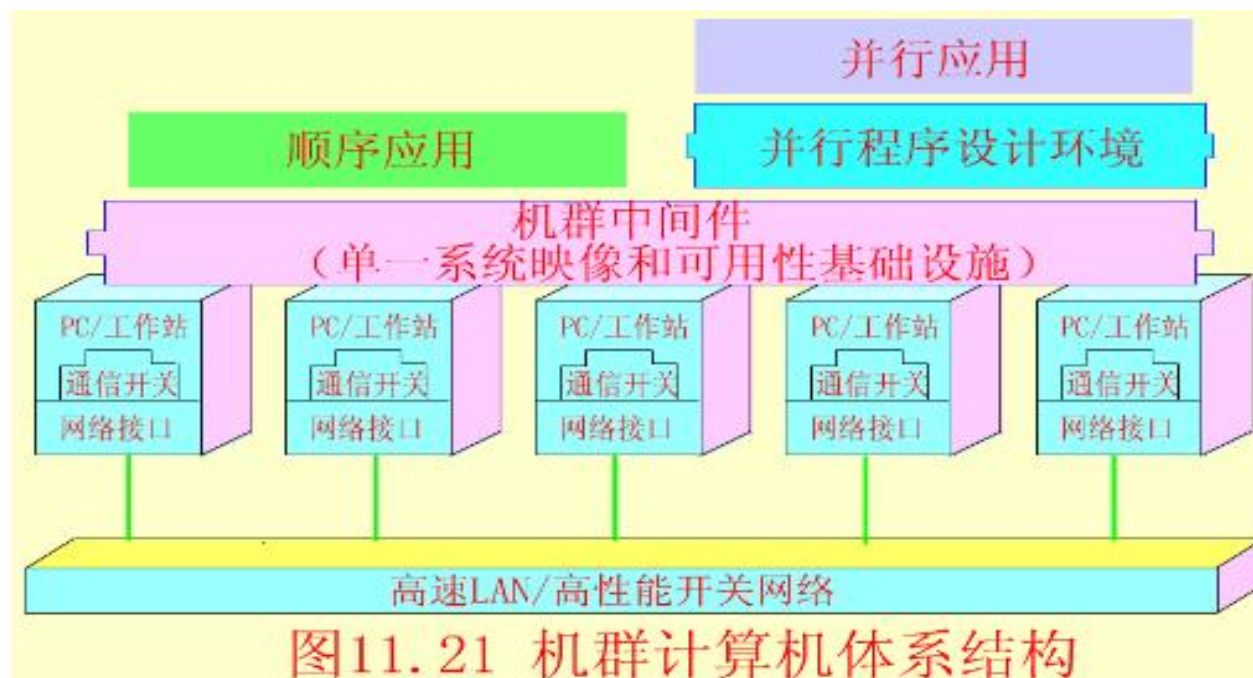 并行应用
顺序应用
并行程序设计环境
机群中间件
（单一系统映像和可用性基础设施）
PC/工作站 PC/工作站 PC/工作站 PC/工作站 PC/工作站
通信开关 通信开关 通信开关 通信开关 通信开关
网络接口 网络接口 网络接口 网络接口 网络接口
高速LAN/高性能开关网络
图11.21 机群计算机体系结构